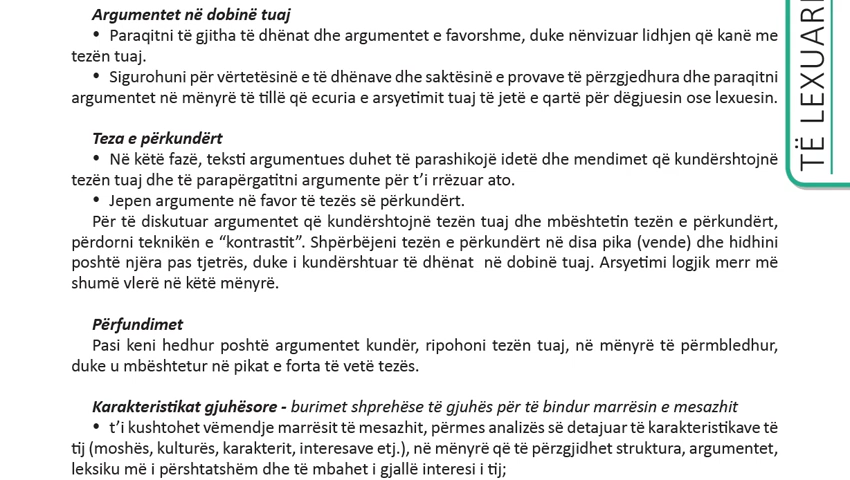 Argumentet në dobinë tuaj
• Paraqitni të gjitha të dhënat dhe argumentet e favorshme, duke nënvizuar lidhjen që kanë me
tezën tuaj.
• Sigurohuni për vërtetësinë e të dhënave dhe saktësinë e provave të përzgjedhura dhe paraqitni
argumentet në mënyrë të tillë që ecuria e arsyetimit tuaj të jetë e qartë për dëgjuesin ose lexuesin.
Teza e përkundërt
• Në këtë fazë, teksti argumentues duhet të parashikojë idetë dhe mendimet që kundërshtojnë
tezën tuaj dhe të parapërgatitni argumente për t’i rrëzuar ato.
• Jepen argumente në favor të tezës së përkundërt.
Për të diskutuar argumentet që kundërshtojnë tezën tuaj dhe mbështetin tezën e përkundërt,
përdorni teknikën e “kontrastit”. Shpërbëjeni tezën e përkundërt në disa pika (vende) dhe hidhini
poshtë njëra pas tjetrës, duke i kundërshtuar të dhënat në dobinë tuaj. Arsyetimi logjik merr më
shumë vlerë në këtë mënyrë.
Përfundimet
Pasi keni hedhur poshtë argumentet kundër, ripohoni tezën tuaj, në mënyrë të përmbledhur,
duke u mbështetur në pikat e forta të vetë tezës.
Karakteristikat gjuhësore - burimet shprehëse të gjuhës për të bindur marrësin e mesazhit
• t’i kushtohet vëmendje marrësit të mesazhit, përmes analizës së detajuar të karakteristikave të
tij (moshës, kulturës, karakterit, interesave etj.), në mënyrë që të përzgjidhet struktura, argumentet,
leksiku më i përshtatshëm dhe të mbahet i gjallë interesi i tij;
TË LEXUARI